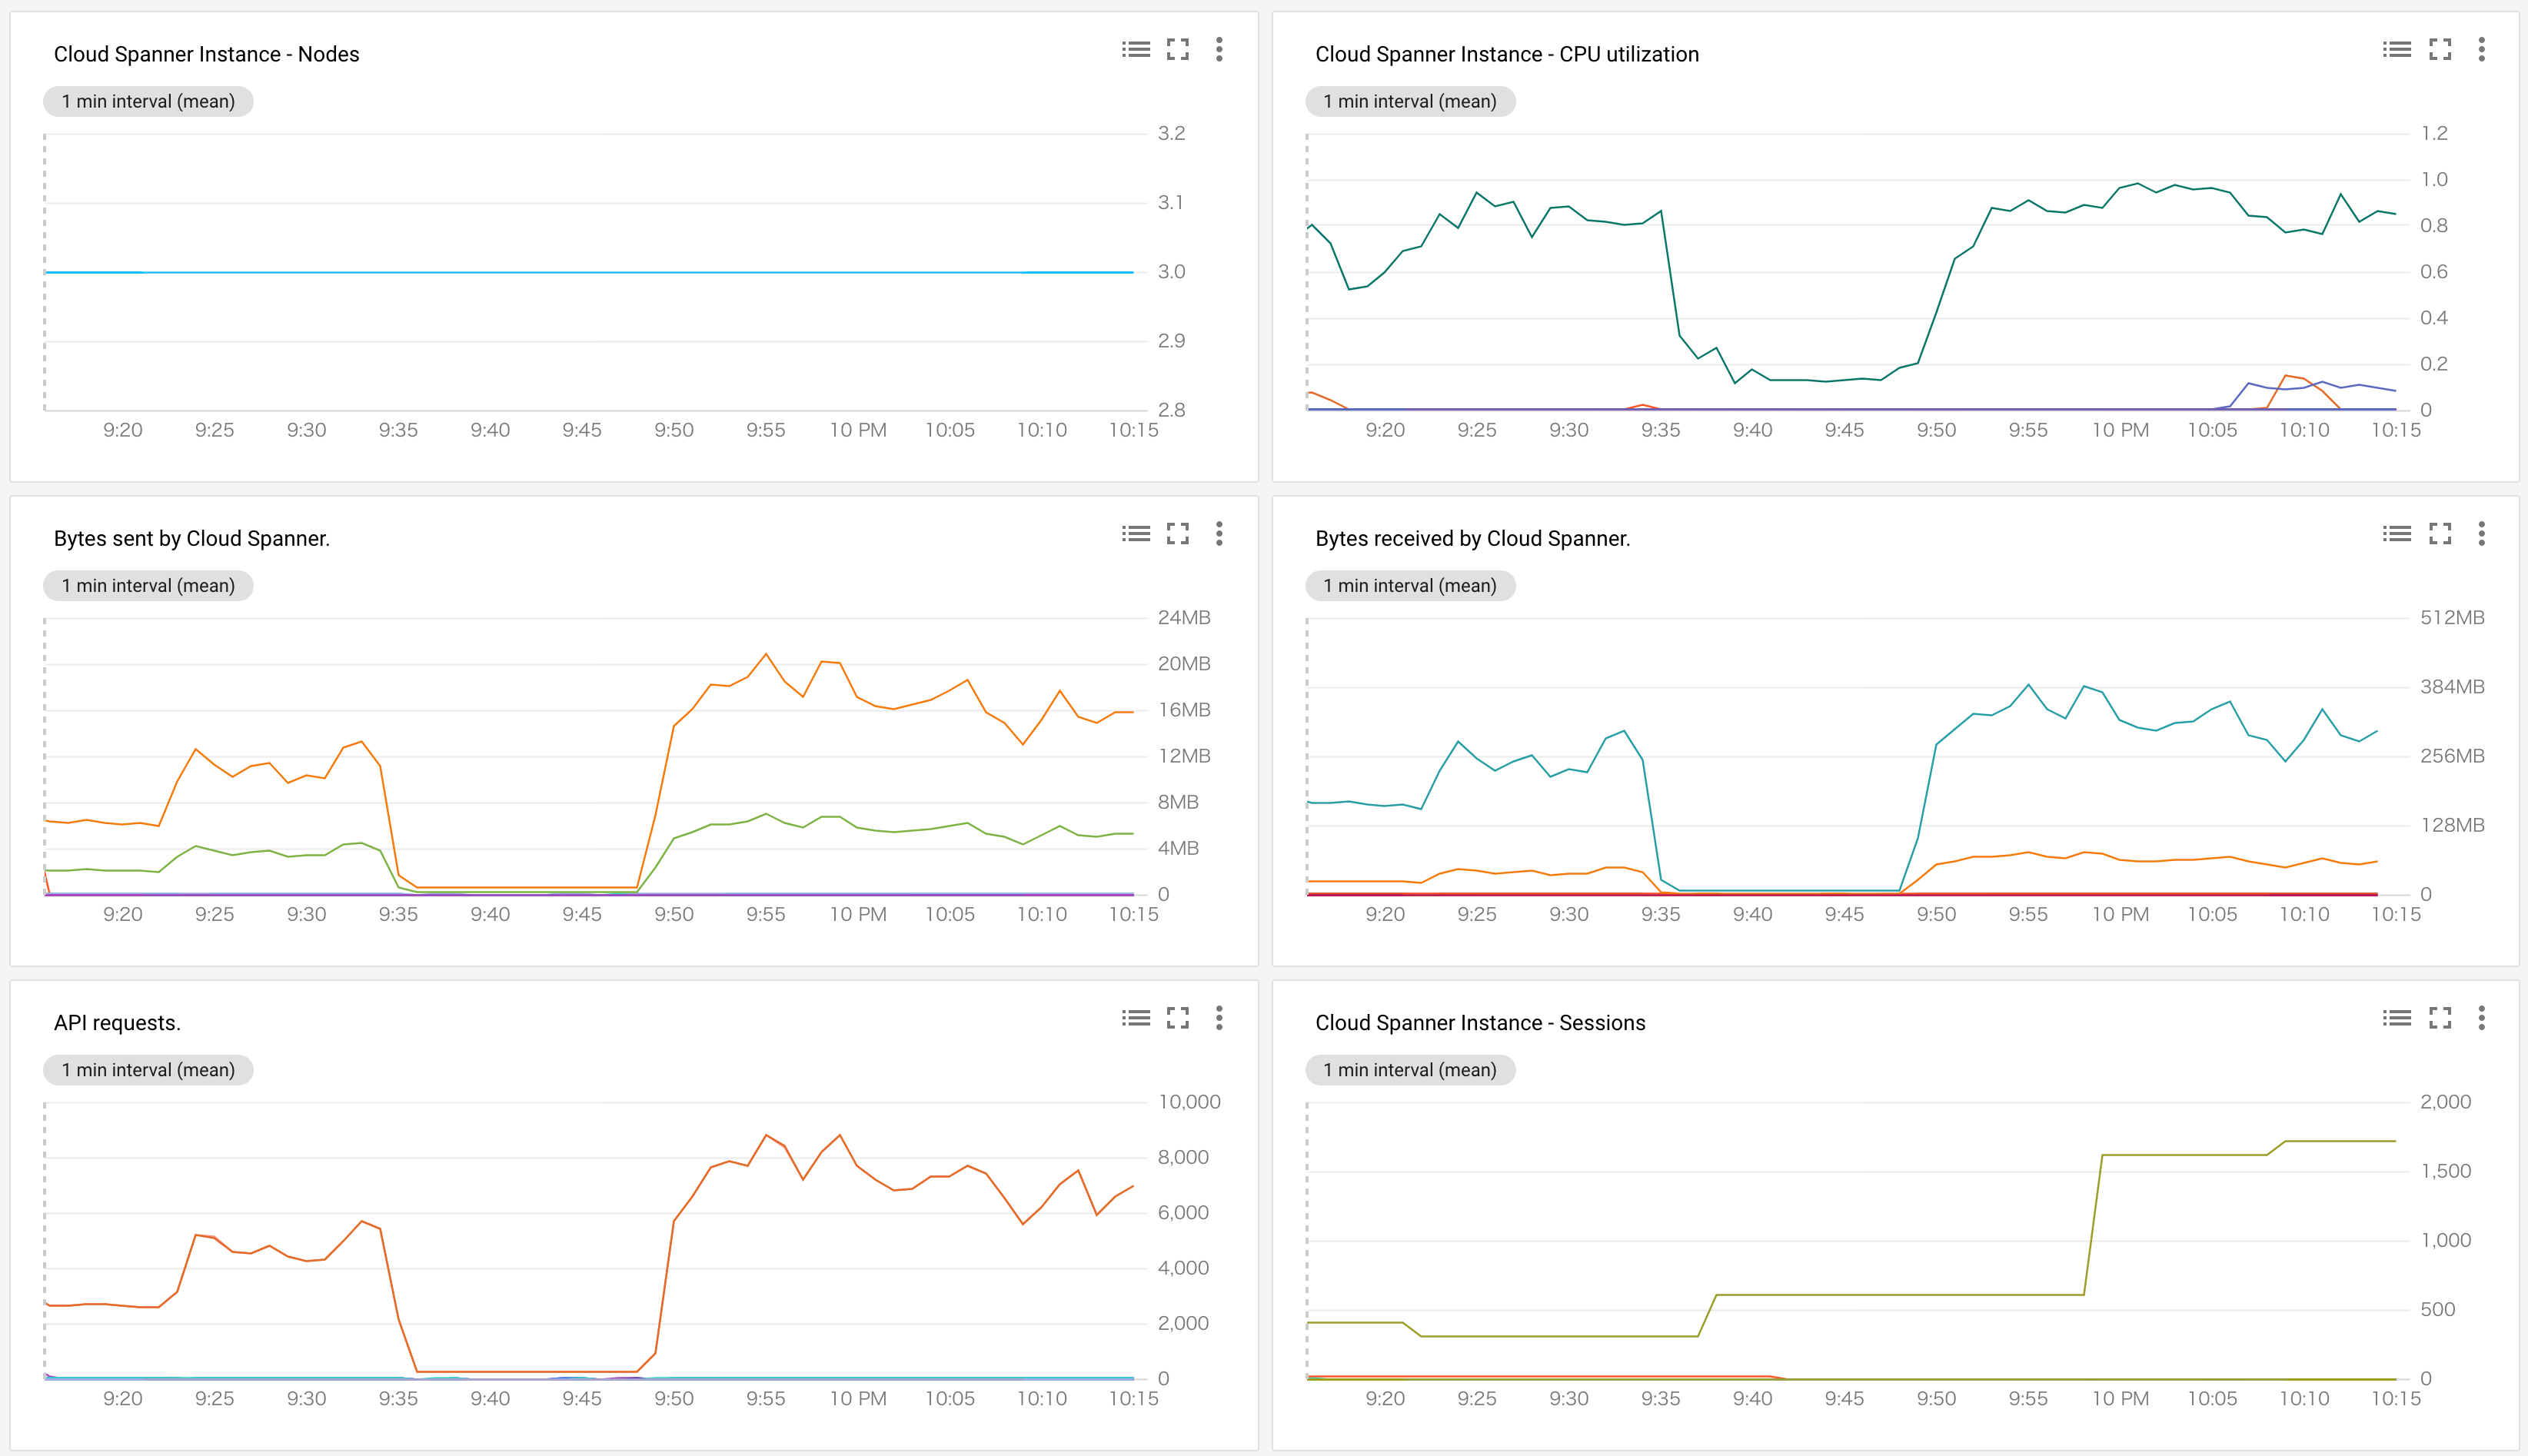 Cloud Spanner Instance - Nodes
1 min interval (mean)
3.2
3.1
3.0
2.9
2.8
9:20 9:25 9:30 9:35 9:40 9:45 9:50 9:55 10 PM 10:05 10:10 10:15
Cloud Spanner Instance - CPU utilization
1 min interval (mean)
1.2
1.0
0.8
0.6
0.4
0.2
0
9:20 9:25 9:30 9:35 9:40 9:45 9:50 9:55 10 PM 10:05 10:10 10:15
Bytes sent by Cloud Spanner.
1 min interval (mean)
24MB
20MB
16MB
12MB
8MB
4MB
0
9:20 9:25 9:30 9:35 9:40 9:45 9:50 9:55 10 PM 10:05 10:10 10:15
Bytes received by Cloud Spanner.
1 min interval (mean)
512MB
384MB
256MB
128MB
0
9:20 9:25 9:30 9:35 9:40 9:45 9:50 9:55 10 PM 10:05 10:10 10:15
API requests.
1 min interval (mean)
10,000
8,000
6,000
4,000
2,000
0
9:20 9:25 9:30 9:35 9:40 9:45 9:50 9:55 10 PM 10:05 10:10 10:15
Cloud Spanner Instance - Sessions
1 min interval (mean)
2,000
1,500
1,000
500
0
9:20 9:25 9:30 9:35 9:40 9:45 9:50 9:55 10 PM 10:05 10:10 10:15